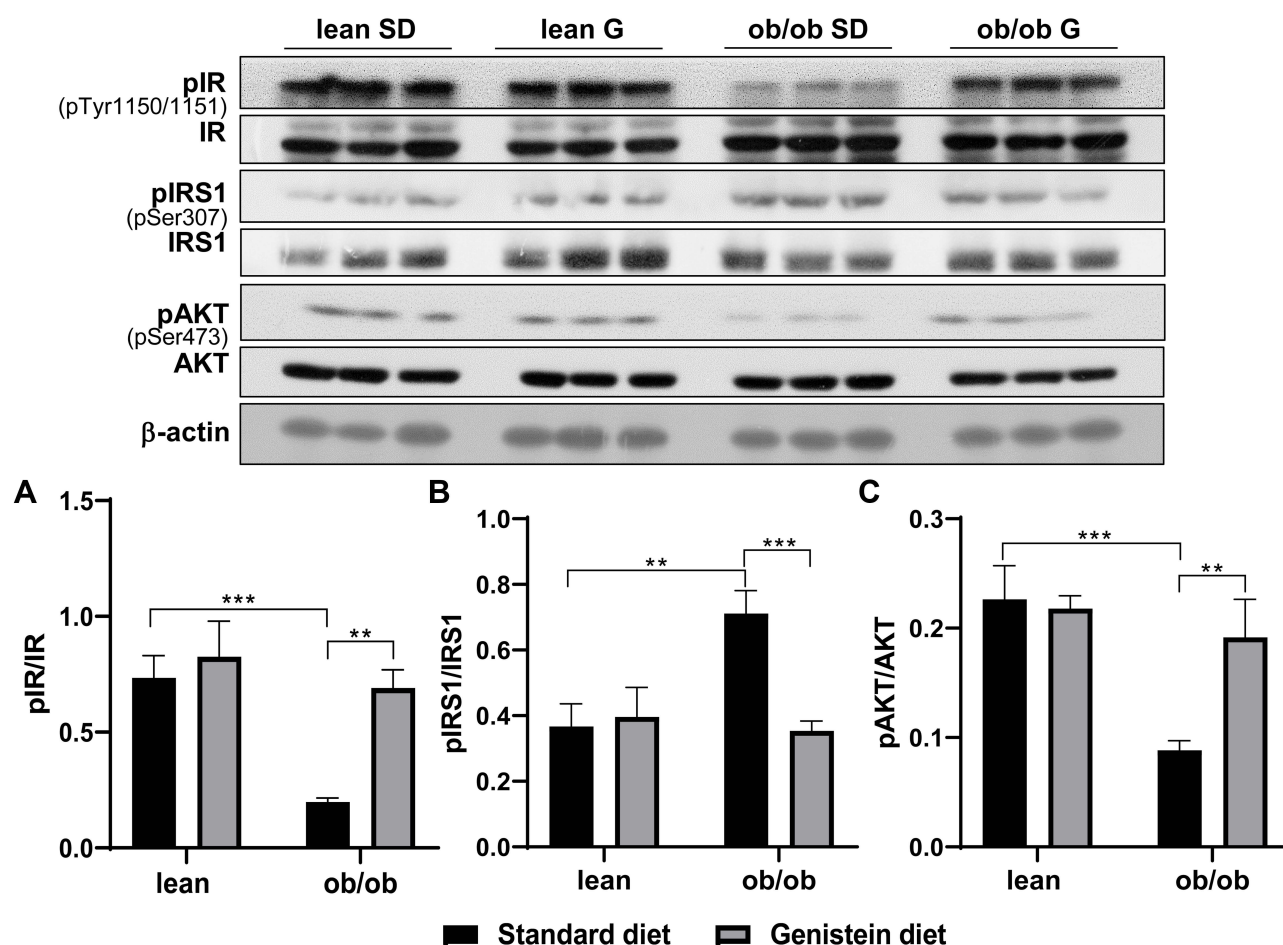 lean SD lean G ob/ob SD ob/ob G
pIR
(pTyr1150/1151)
IR
pIRS1
(pSer307)
IRS1
pAKT
(pSer473)
AKT
β-actin
A
1.5
1.0
0.5
0.0
pIR/IR
***
**
lean ob/ob
B
1.0
0.8
0.6
0.4
0.2
0.0
pIRS1/IRS1
**
***
lean ob/ob
C
0.3
0.2
0.1
0.0
pAKT/AKT
***
**
lean ob/ob
Standard diet Genistein diet